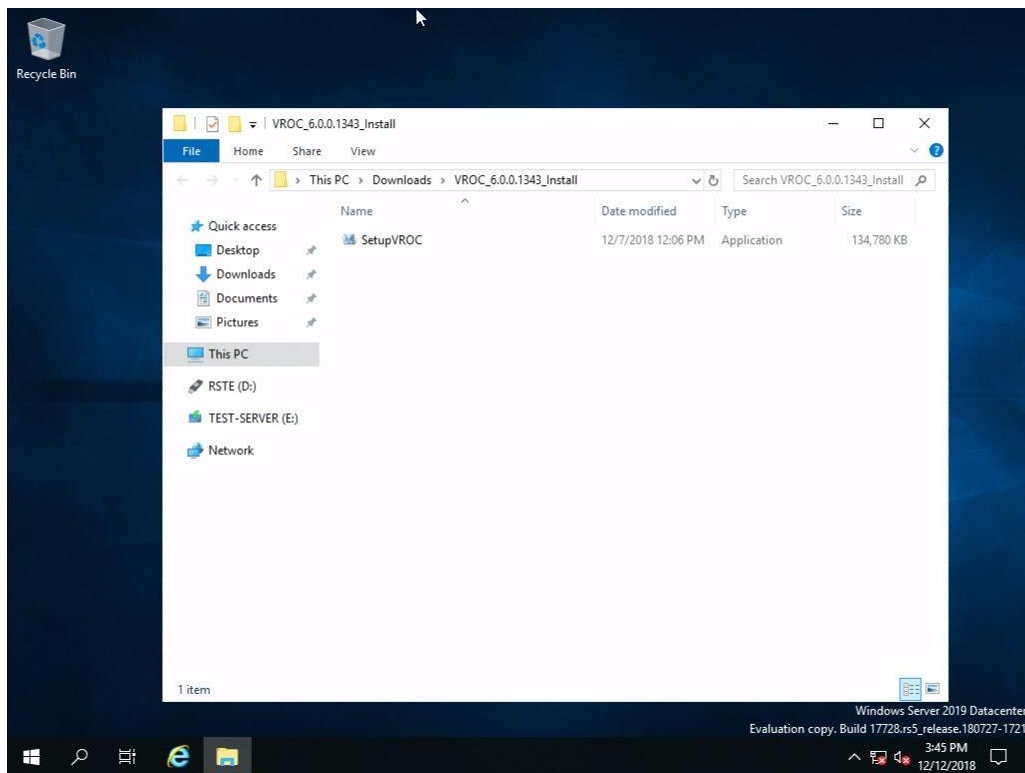 Recycle Bin
VROC_6.0.0.1343_Install
File Home Share View
This PC Downloads VROC_6.0.0.1343_Install
Search VROC_6.0.0.1343_Install
Name Date modified Type Size
SetupVROC 12/7/2018 12:06 PM Application 134,780 KB
Quick access
Desktop
Downloads
Documents
Pictures
This PC
RSTE (D:)
TEST-SERVER (E:)
Network
1 item
Windows Server 2019 Datacenter
Evaluation copy. Build 17728.rs5_release.180727-1721
3:45 PM
12/12/2018